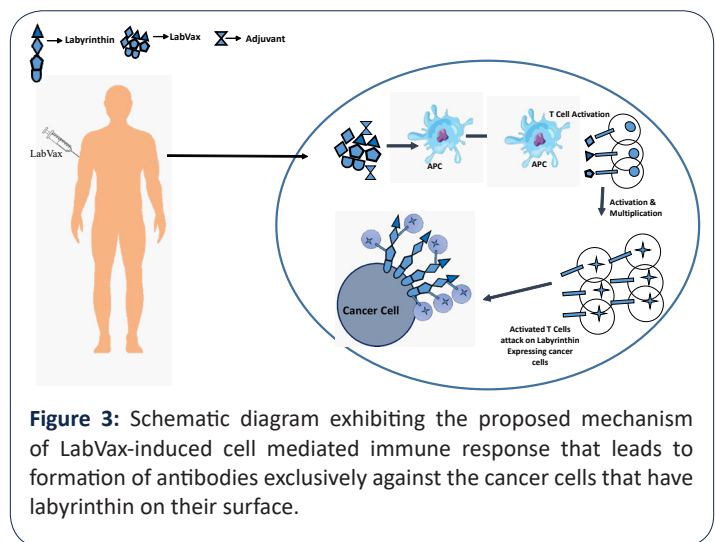 Labyrinthin
LabVax
Adjuvant
LabVax
APC
APC
T Cell Activation
Activation &
Multiplication
Activated T Cells
attack on Labyrinthin
Expressing cancer
cells
Cancer Cell
Figure 3: Schematic diagram exhibiting the proposed mechanism
of LabVax-induced cell mediated immune response that leads to
formation of antibodies exclusively against the cancer cells that have
labyrinthin on their surface.